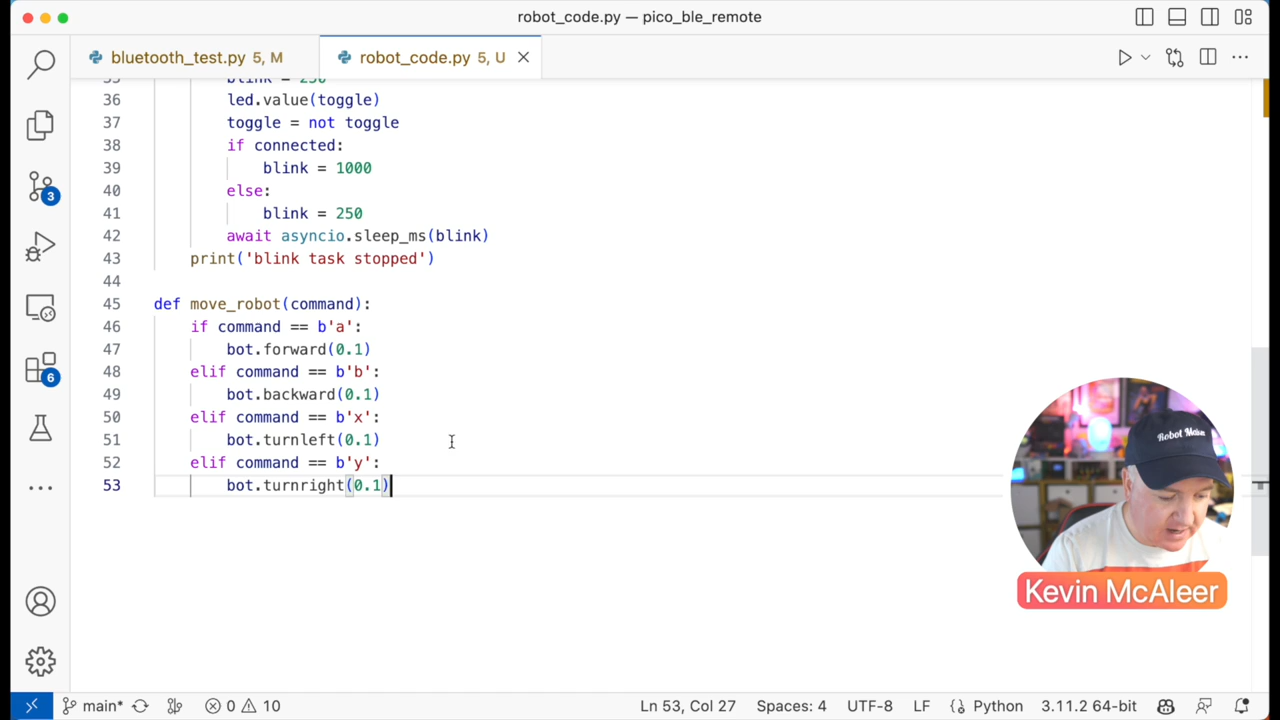 robot_code.py — pico_ble_remote
bluetooth_test.py 5, M
robot_code.py 5, U
36 led.value(toggle)
37 toggle = not toggle
38 if connected:
39 blink = 1000
40 else:
41 blink = 250
42 await asyncio.sleep_ms(blink)
43 print('blink task stopped')
44
45 def move_robot(command):
46 if command == b'a':
47 bot.forward(0.1)
48 elif command == b'b':
49 bot.backward(0.1)
50 elif command == b'x':
51 bot.turnleft(0.1)
52 elif command == b'y':
53 bot.turnright(0.1)
3
6
Robot Maker
Kevin McAleer
main* 0 10 Ln 53, Col 27 Spaces: 4 UTF-8 LF Python 3.11.2 64-bit